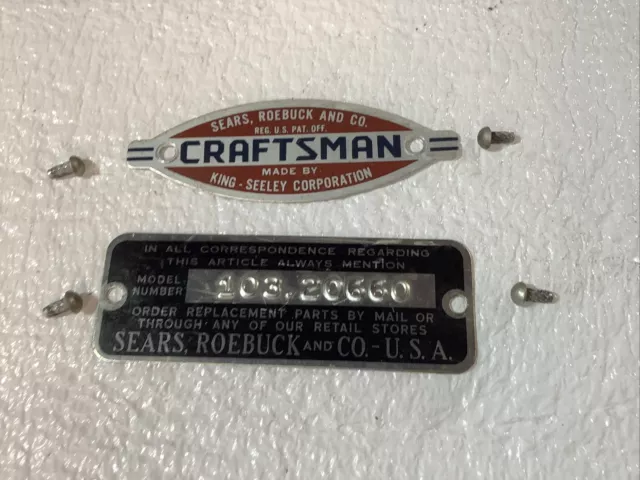 SEARS, ROEBUCK AND CO.
REG. U.S. PAT. OFF.
CRAFTSMAN
MADE BY
KING - SEELEY CORPORATION
IN ALL CORRESPONDENCE REGARDING
THIS ARTICLE ALWAYS MENTION
MODEL
NUMBER
103.20660
ORDER REPLACEMENT PARTS BY MAIL OR
THROUGH ANY OF OUR RETAIL STORES
SEARS, ROEBUCK AND CO. - U. S. A.